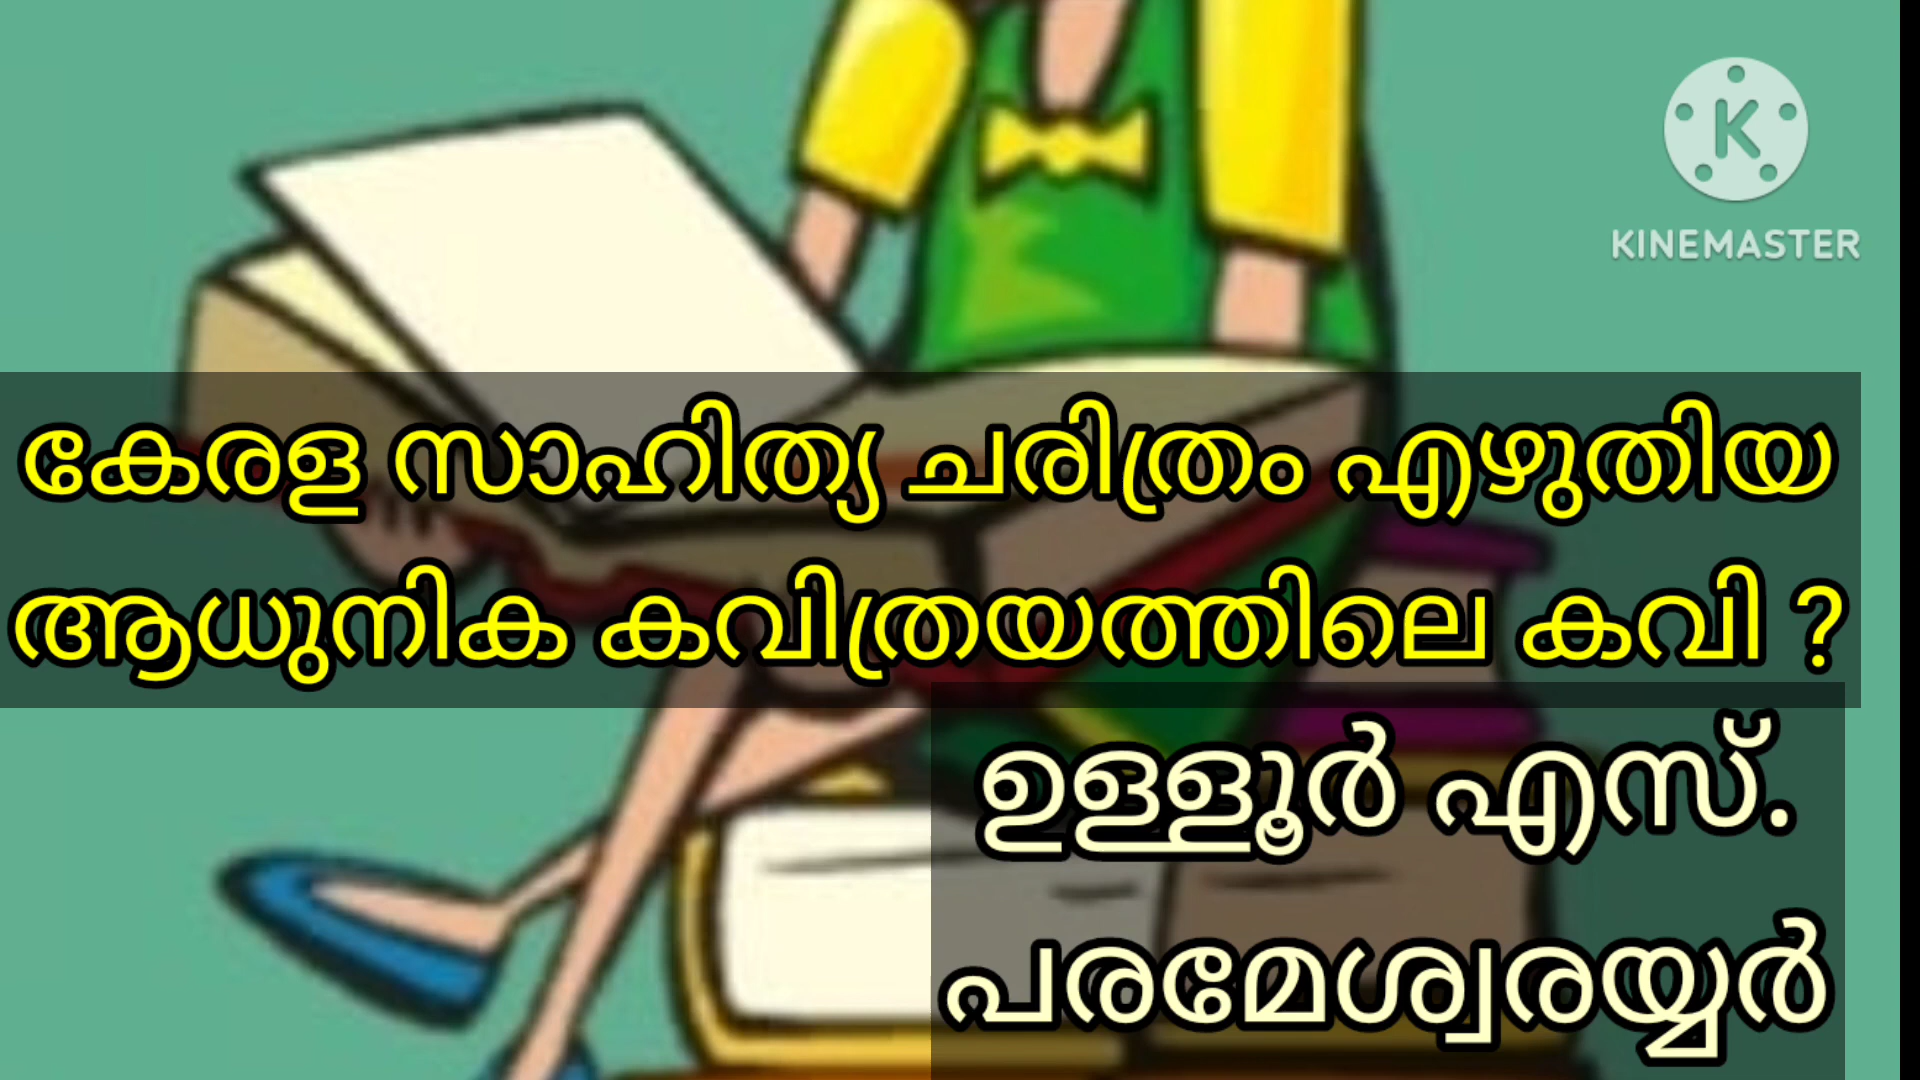 KINEMASTER
കേരള സാഹിത്യ ചരിത്രം എഴുതിയ
ആധുനിക കവിത്രയത്തിലെ കവി ?
ഉള്ളൂർ എസ്.
പരമേശ്വരയ്യർ